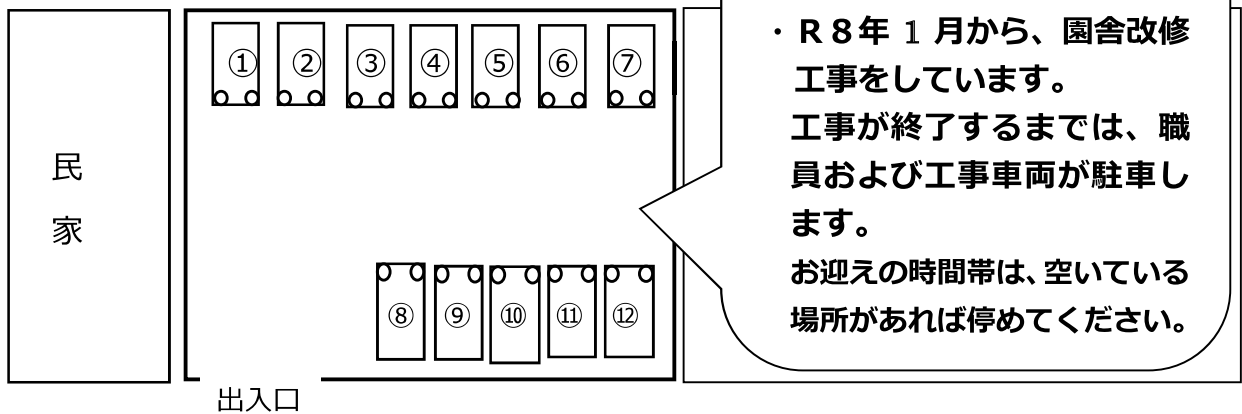 ① ② ③ ④ ⑤ ⑥ ⑦
民
家
⑧ ⑨ ⑩ ⑪ ⑫
出入口
・Ｒ８年 1 月から、園舎改修
工事をしています。
工事が終了するまでは、職
員および工事車両が駐車し
ます。
お迎えの時間帯は、空いている
場所があれば停めてください。